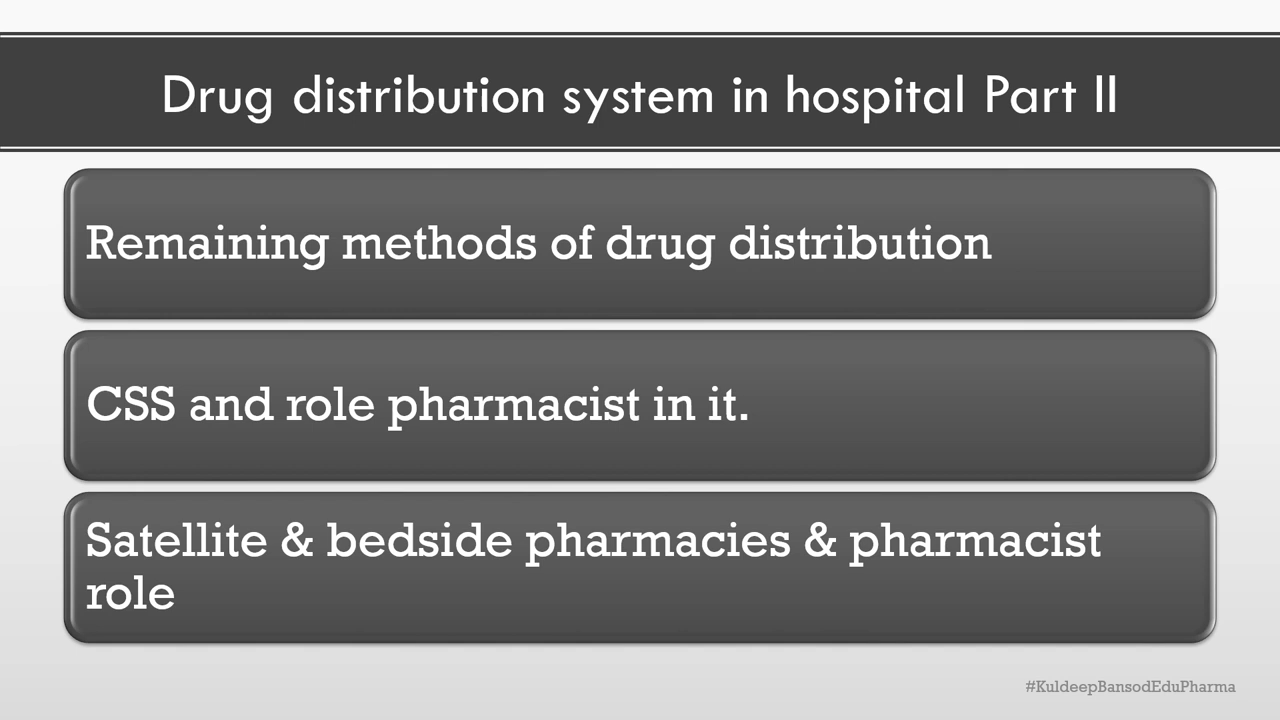 Drug distribution system in hospital Part II
Remaining methods of drug distribution
CSS and role pharmacist in it.
Satellite & bedside pharmacies & pharmacist
role
#KuldeepBansodEduPharma